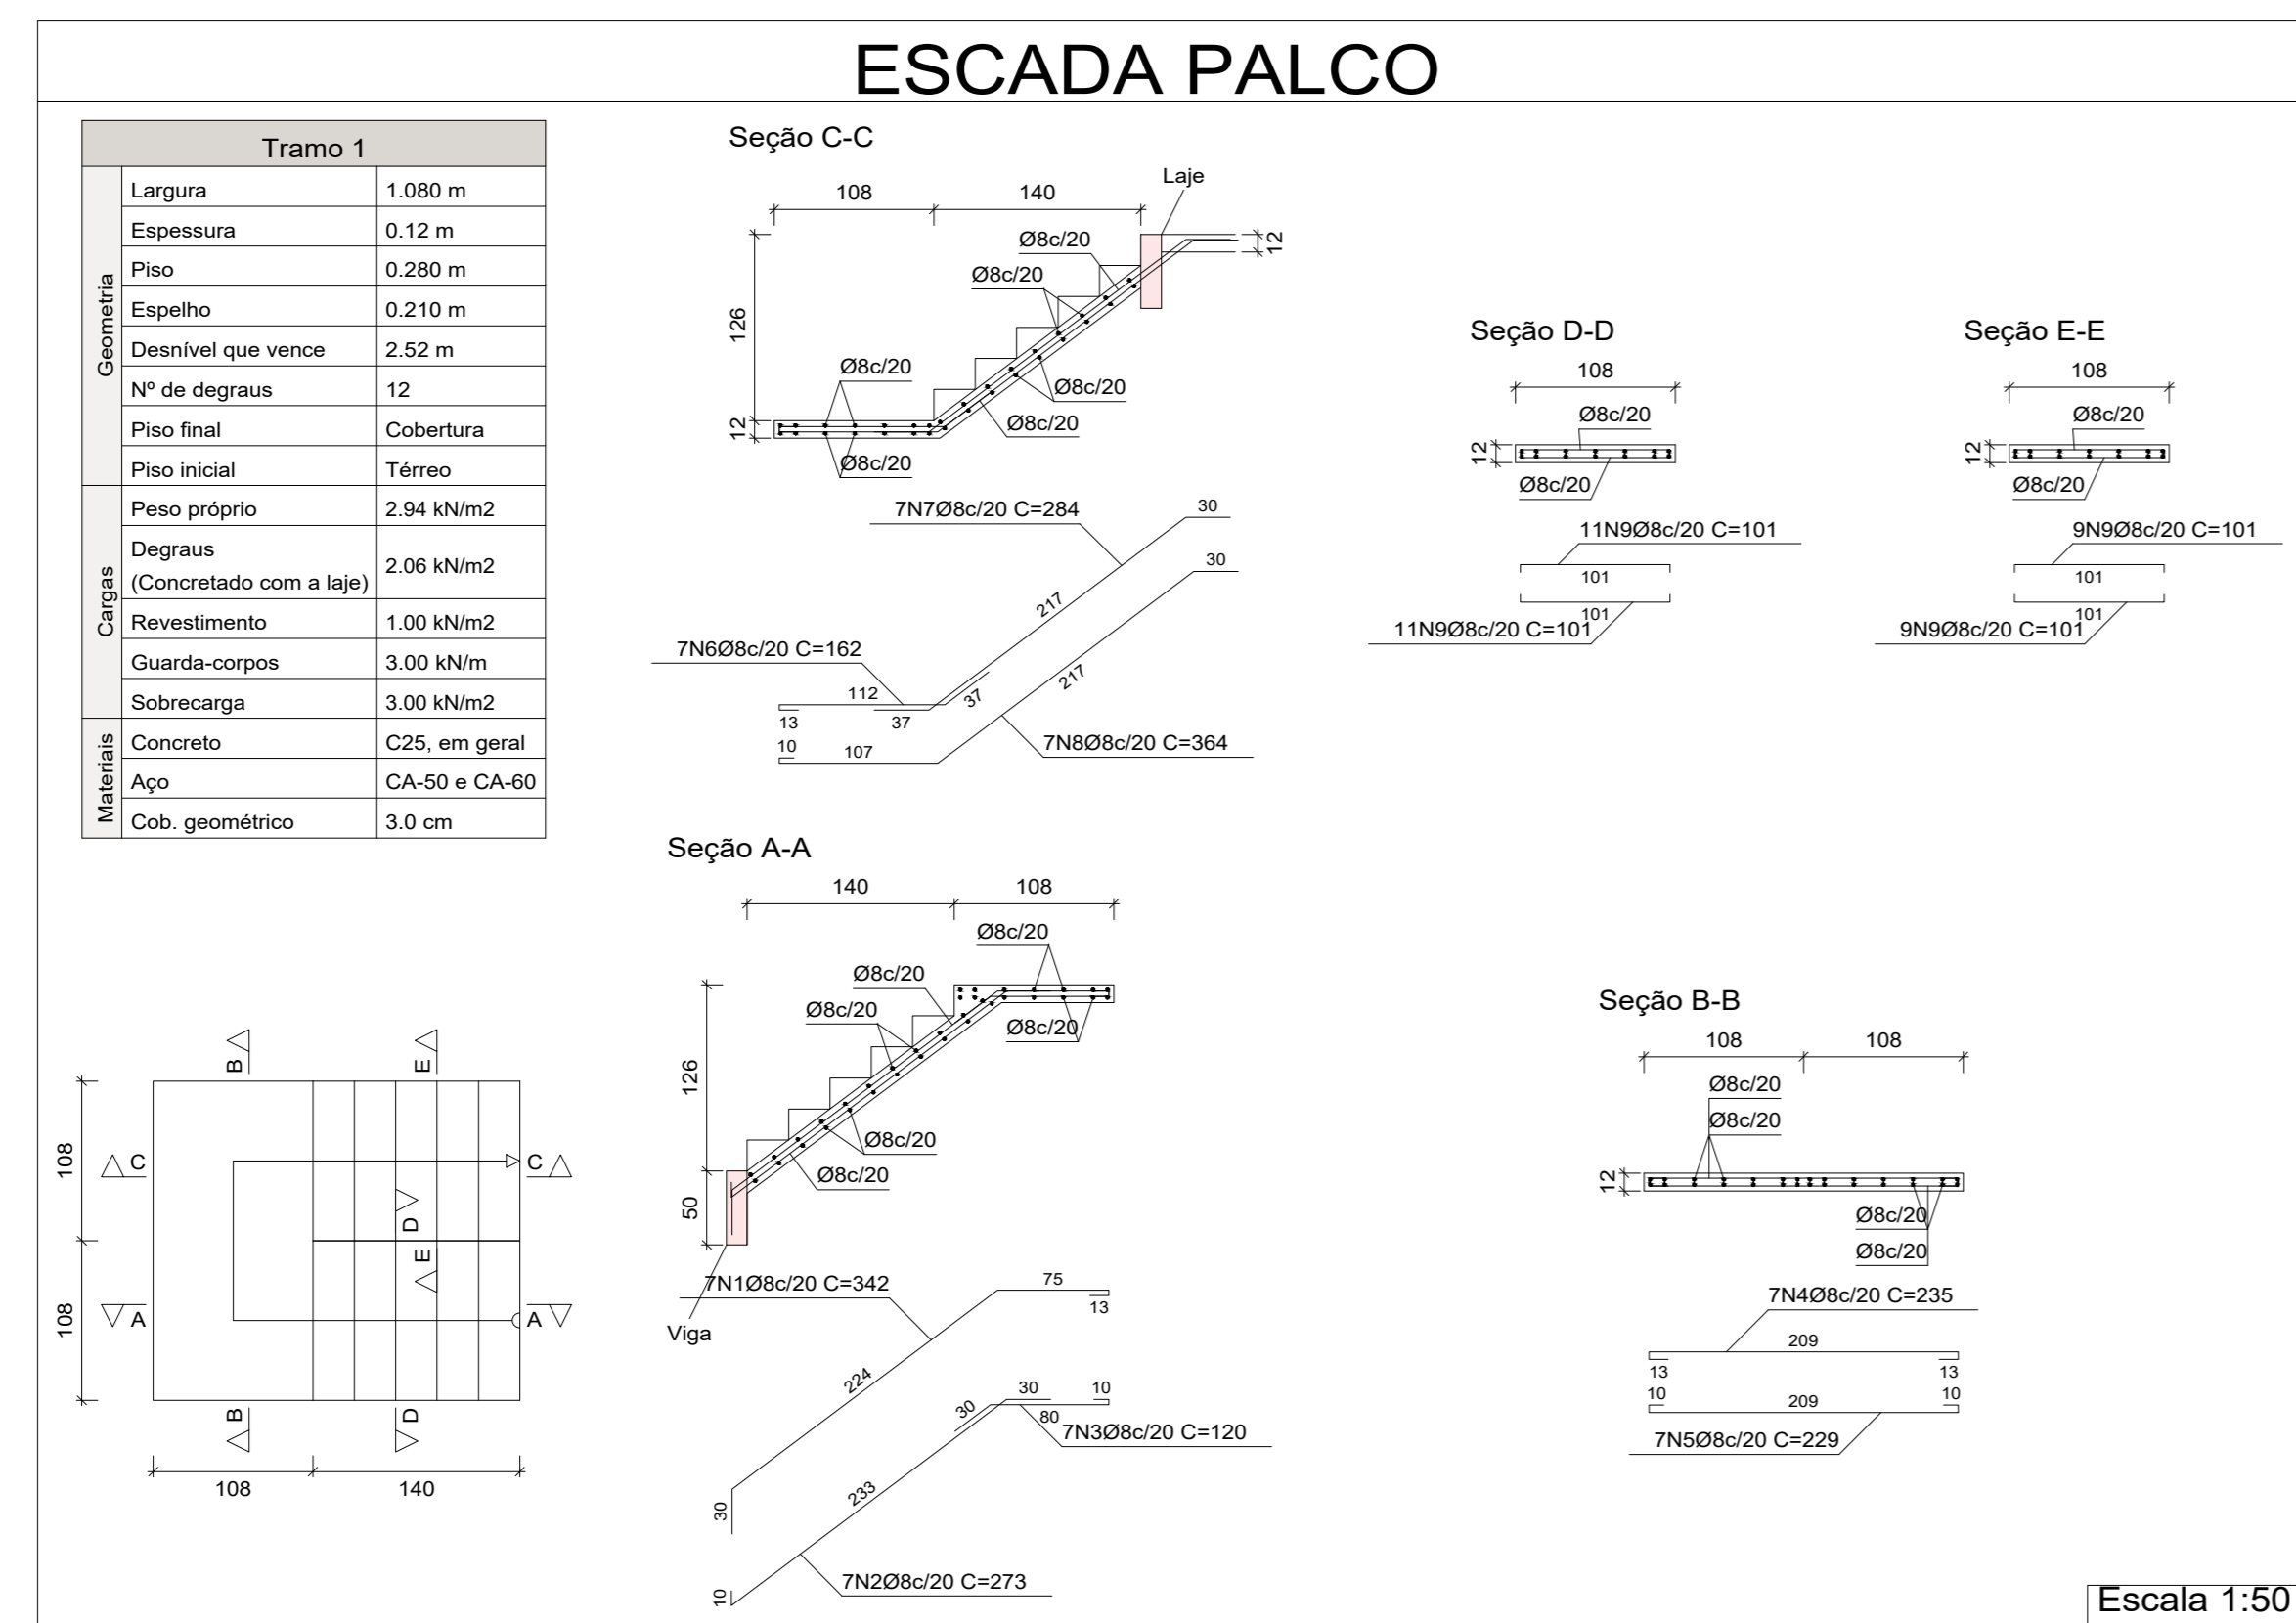 ESCADA PALCO
Tramo 1
Geometria
Largura 1.080 m
Espessura 0.12 m
Piso 0.280 m
Espelho 0.210 m
Desnível que vence 2.52 m
Nº de degraus 12
Piso final Cobertura
Piso inicial Térreo
Cargas
Peso próprio 2.94 kN/m2
Degraus
(Concretado com a laje) 2.06 kN/m2
Revestimento 1.00 kN/m2
Guarda-corpos 3.00 kN/m
Sobrecarga 3.00 kN/m2
Materiais
Concreto C25, em geral
Aço CA-50 e CA-60
Cob. geométrico 3.0 cm
Seção C-C
Laje
108 140
12
Ø8c/20
Ø8c/20
126
Ø8c/20
Ø8c/20
Ø8c/20
12
Ø8c/20
7N7Ø8c/20 C=284
30
30
217
7N6Ø8c/20 C=162
217
112
37
13
37
10
107
7N8Ø8c/20 C=364
Seção D-D
108
Ø8c/20
12
Ø8c/20
11N9Ø8c/20 C=101
101
101
11N9Ø8c/20 C=101
Seção E-E
108
Ø8c/20
12
Ø8c/20
9N9Ø8c/20 C=101
101
101
9N9Ø8c/20 C=101
Seção A-A
140 108
Ø8c/20
Ø8c/20
Ø8c/20
Ø8c/20
126
Ø8c/20
Ø8c/20
50
Viga
7N1Ø8c/20 C=342
75
13
224
30
30
10
30
80
7N3Ø8c/20 C=120
233
10
7N2Ø8c/20 C=273
Seção B-B
108 108
Ø8c/20
Ø8c/20
12
Ø8c/20
Ø8c/20
7N4Ø8c/20 C=235
209
13 13
10 10
209
7N5Ø8c/20 C=229
B E
108
C C
D
E
108
A A
B D
108 140
Escala 1:50